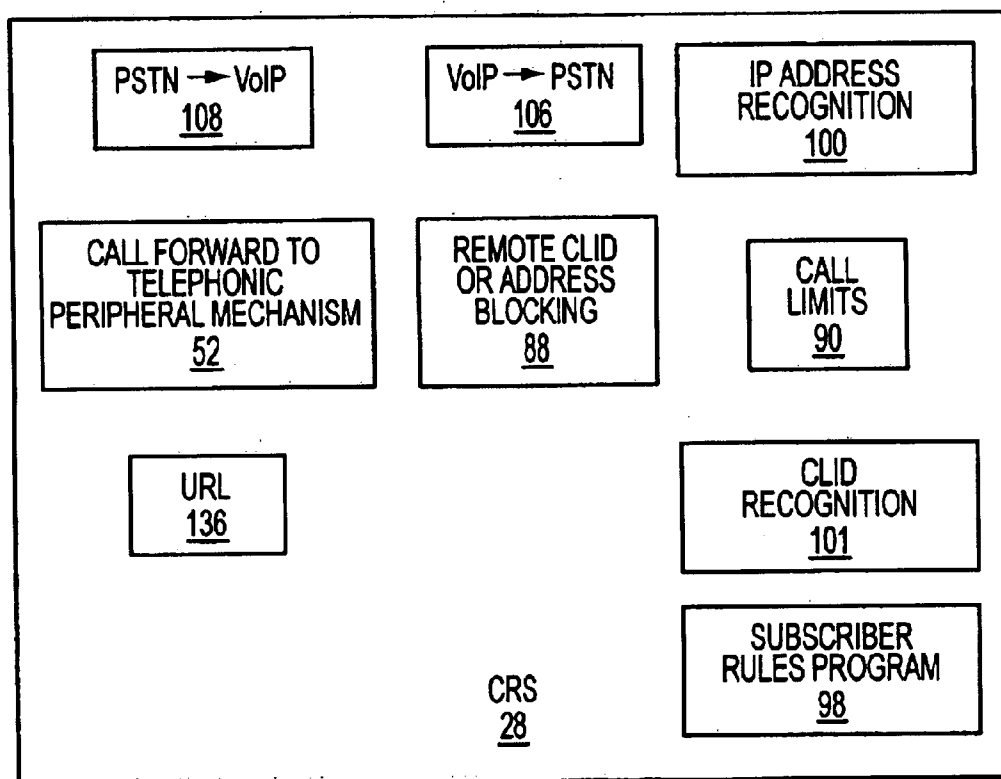 PSTN → VoIP
108
VoIP → PSTN
106
IP ADDRESS
RECOGNITION
100
CALL FORWARD TO
TELEPHONIC
PERIPHERAL MECHANISM
52
REMOTE CLID
OR ADDRESS
BLOCKING
88
CALL
LIMITS
90
URL
136
CLID
RECOGNITION
101
SUBSCRIBER
RULES PROGRAM
98
CRS
28